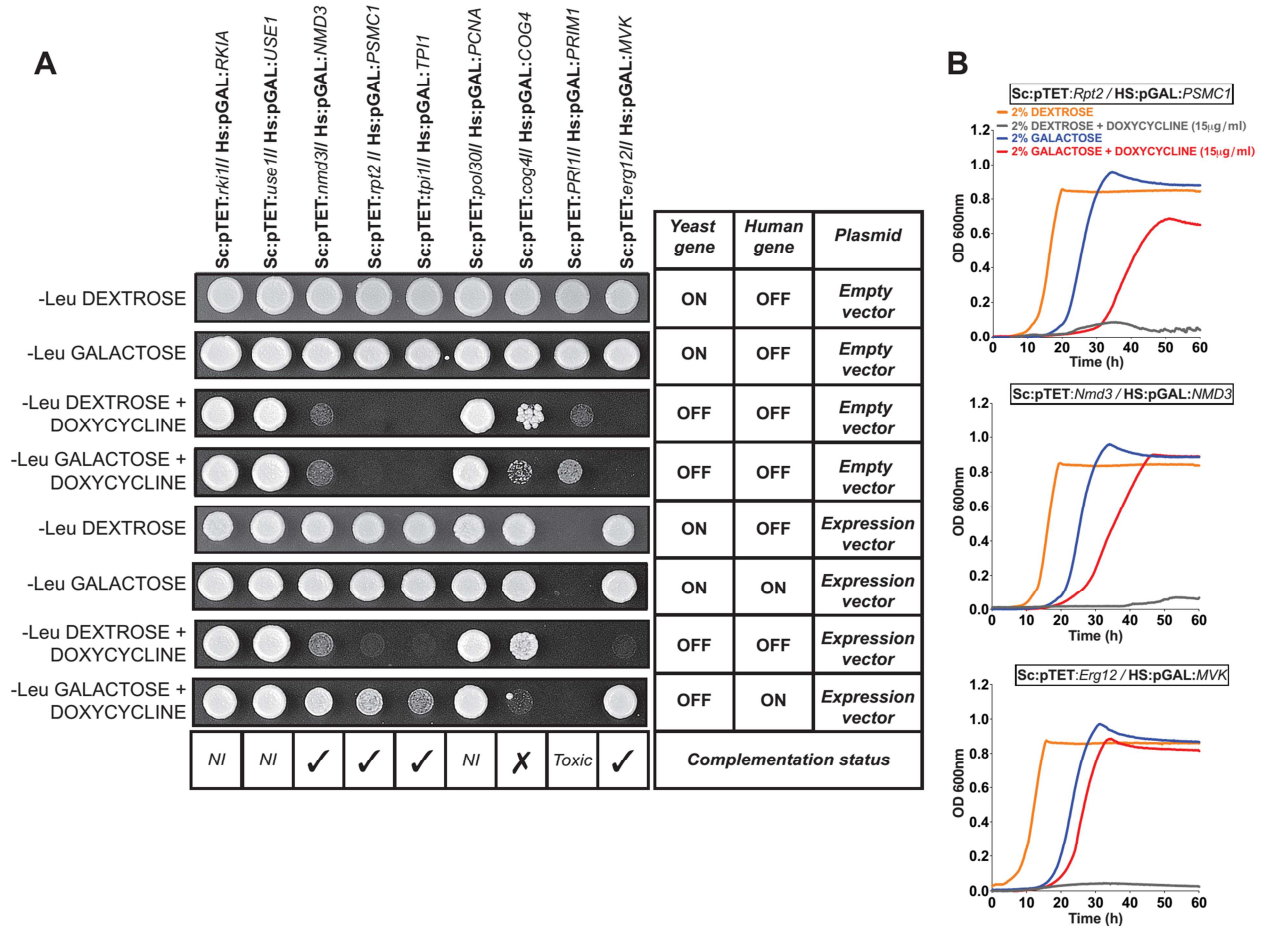 A
Sc:pTET:rki1II Hs:pGAL:RKIA
Sc:pTET:use1II Hs:pGAL:USE1
Sc:pTET:nmd3II Hs:pGAL:NMD3
Sc:pTET:rpt2 II Hs:pGAL:PSMC1
Sc:pTET:tpi1II Hs:pGAL:TPI1
Sc:pTET:pol30II Hs:pGAL:PCNA
Sc:pTET:cog4II Hs:pGAL:COG4
Sc:pTET:PRI1II Hs:pGAL:PRIM1
Sc:pTET:erg12II Hs:pGAL:MVK
Yeast gene
Human gene
Plasmid
-Leu DEXTROSE
ON OFF Empty vector
-Leu GALACTOSE
ON OFF Empty vector
-Leu DEXTROSE +
DOXYCYCLINE
OFF OFF Empty vector
-Leu GALACTOSE +
DOXYCYCLINE
OFF OFF Empty vector
-Leu DEXTROSE
ON OFF Expression vector
-Leu GALACTOSE
ON ON Expression vector
-Leu DEXTROSE +
DOXYCYCLINE
OFF OFF Expression vector
-Leu GALACTOSE +
DOXYCYCLINE
OFF ON Expression vector
NI NI ✓ ✓ ✓ NI ✗ Toxic ✓ Complementation status
B
Sc:pTET:Rpt2 / HS:pGAL:PSMC1
2% DEXTROSE
2% DEXTROSE + DOXYCYCLINE (15µg/ml)
2% GALACTOSE
2% GALACTOSE + DOXYCYCLINE (15µg/ml)
OD 600nm
1.2
1.0
0.8
0.6
0.4
0.2
0.0
0 10 20 30 40 50 60
Time (h)
Sc:pTET:Nmd3 / HS:pGAL:NMD3
OD 600nm
1.2
1.0
0.8
0.6
0.4
0.2
0.0
0 10 20 30 40 50 60
Time (h)
Sc:pTET:Erg12 / HS:pGAL:MVK
OD 600nm
1.2
1.0
0.8
0.6
0.4
0.2
0.0
0 10 20 30 40 50 60
Time (h)